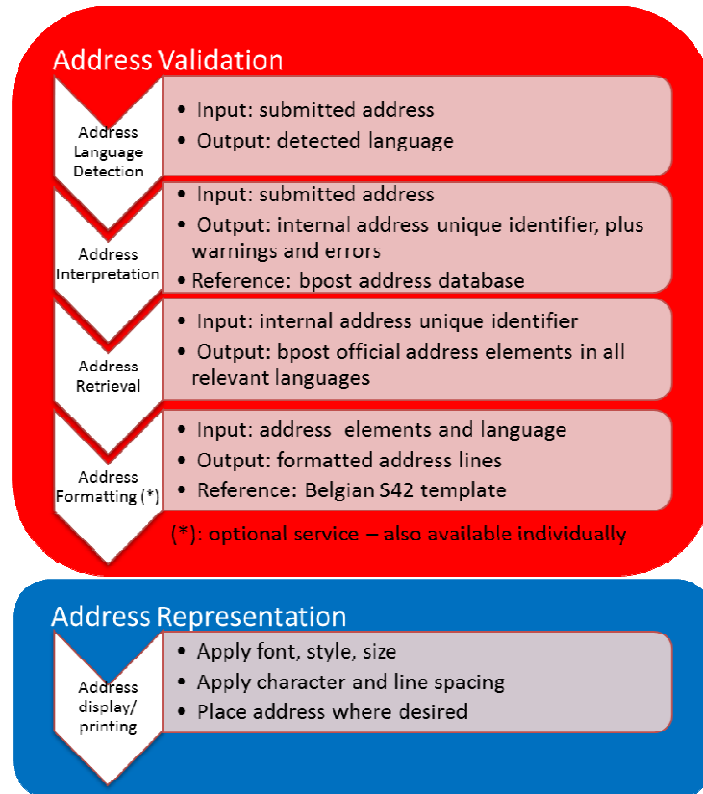 Address Validation
Address
Language
Detection
• Input: submitted address
• Output: detected language
Address
Interpretation
• Input: submitted address
• Output: internal address unique identifier, plus
warnings and errors
• Reference: bpost address database
Address
Retrieval
• Input: internal address unique identifier
• Output: bpost official address elements in all
relevant languages
Address
Formatting (*)
• Input: address elements and language
• Output: formatted address lines
• Reference: Belgian S42 template
(*): optional service – also available individually
Address Representation
Address
display/
printing
• Apply font, style, size
• Apply character and line spacing
• Place address where desired